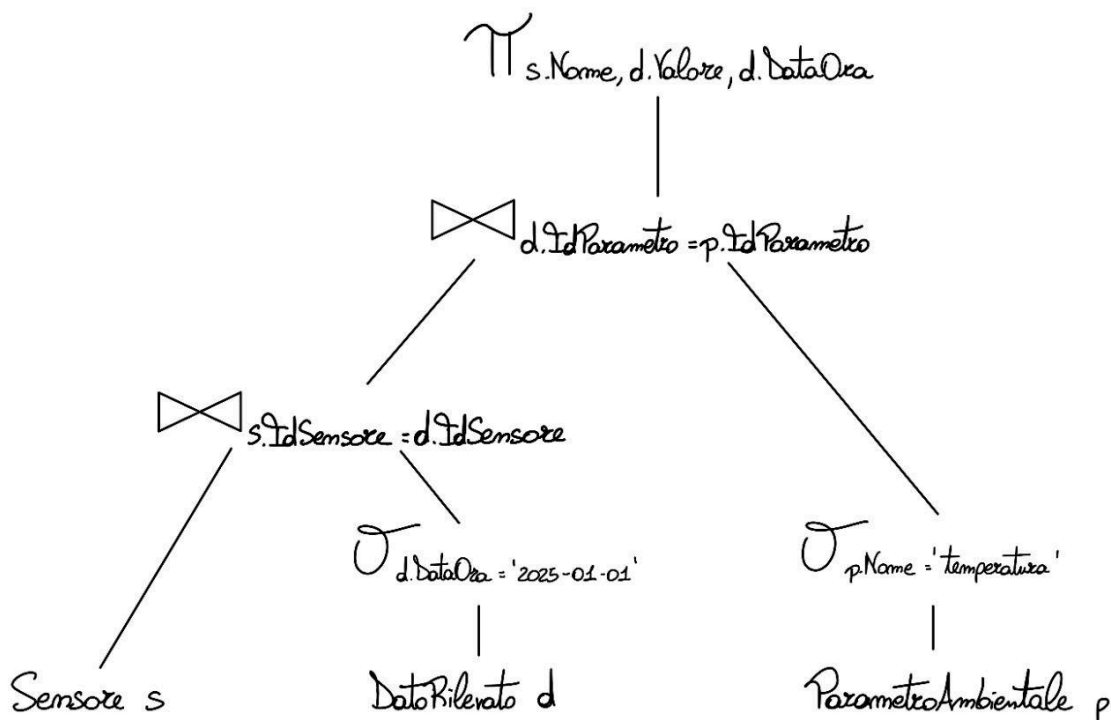 π s.Nome, d.Valore, d.DataOra
⋈ d.IdParametro = p.IdParametro
⋈ s.IdSensore = d.IdSensore
σ d.DataOra = '2025-01-01'
σ p.Nome = 'temperatura'
Sensore s
DatoRilevato d
ParametroAmbientale p